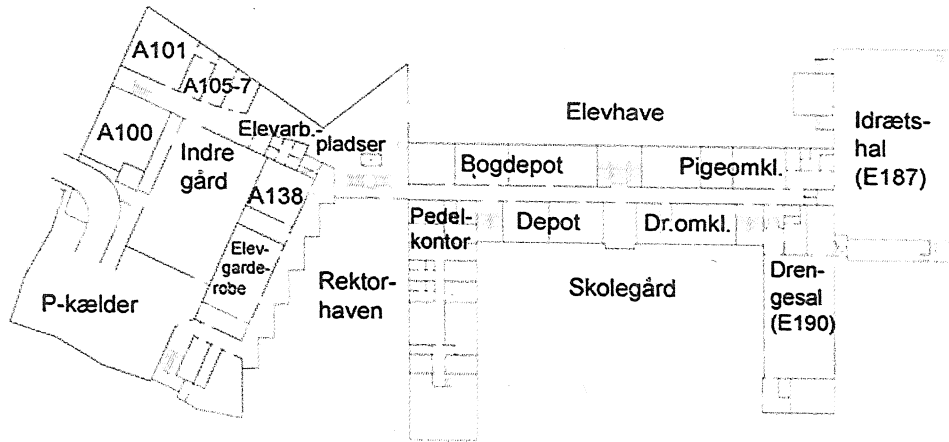 A101
A105-7
A100
Elevarb.-
pladser
Indre
gård
A138
Elev-
garde-
robe
P-kælder
Rektor-
haven
Elevhave
Bogdepot
Pigeomkl.
Idræts-
hal
(E187)
Pedel-
kontor
Depot
Dr.omkl.
Skolegård
Dren-
gesal
(E190)